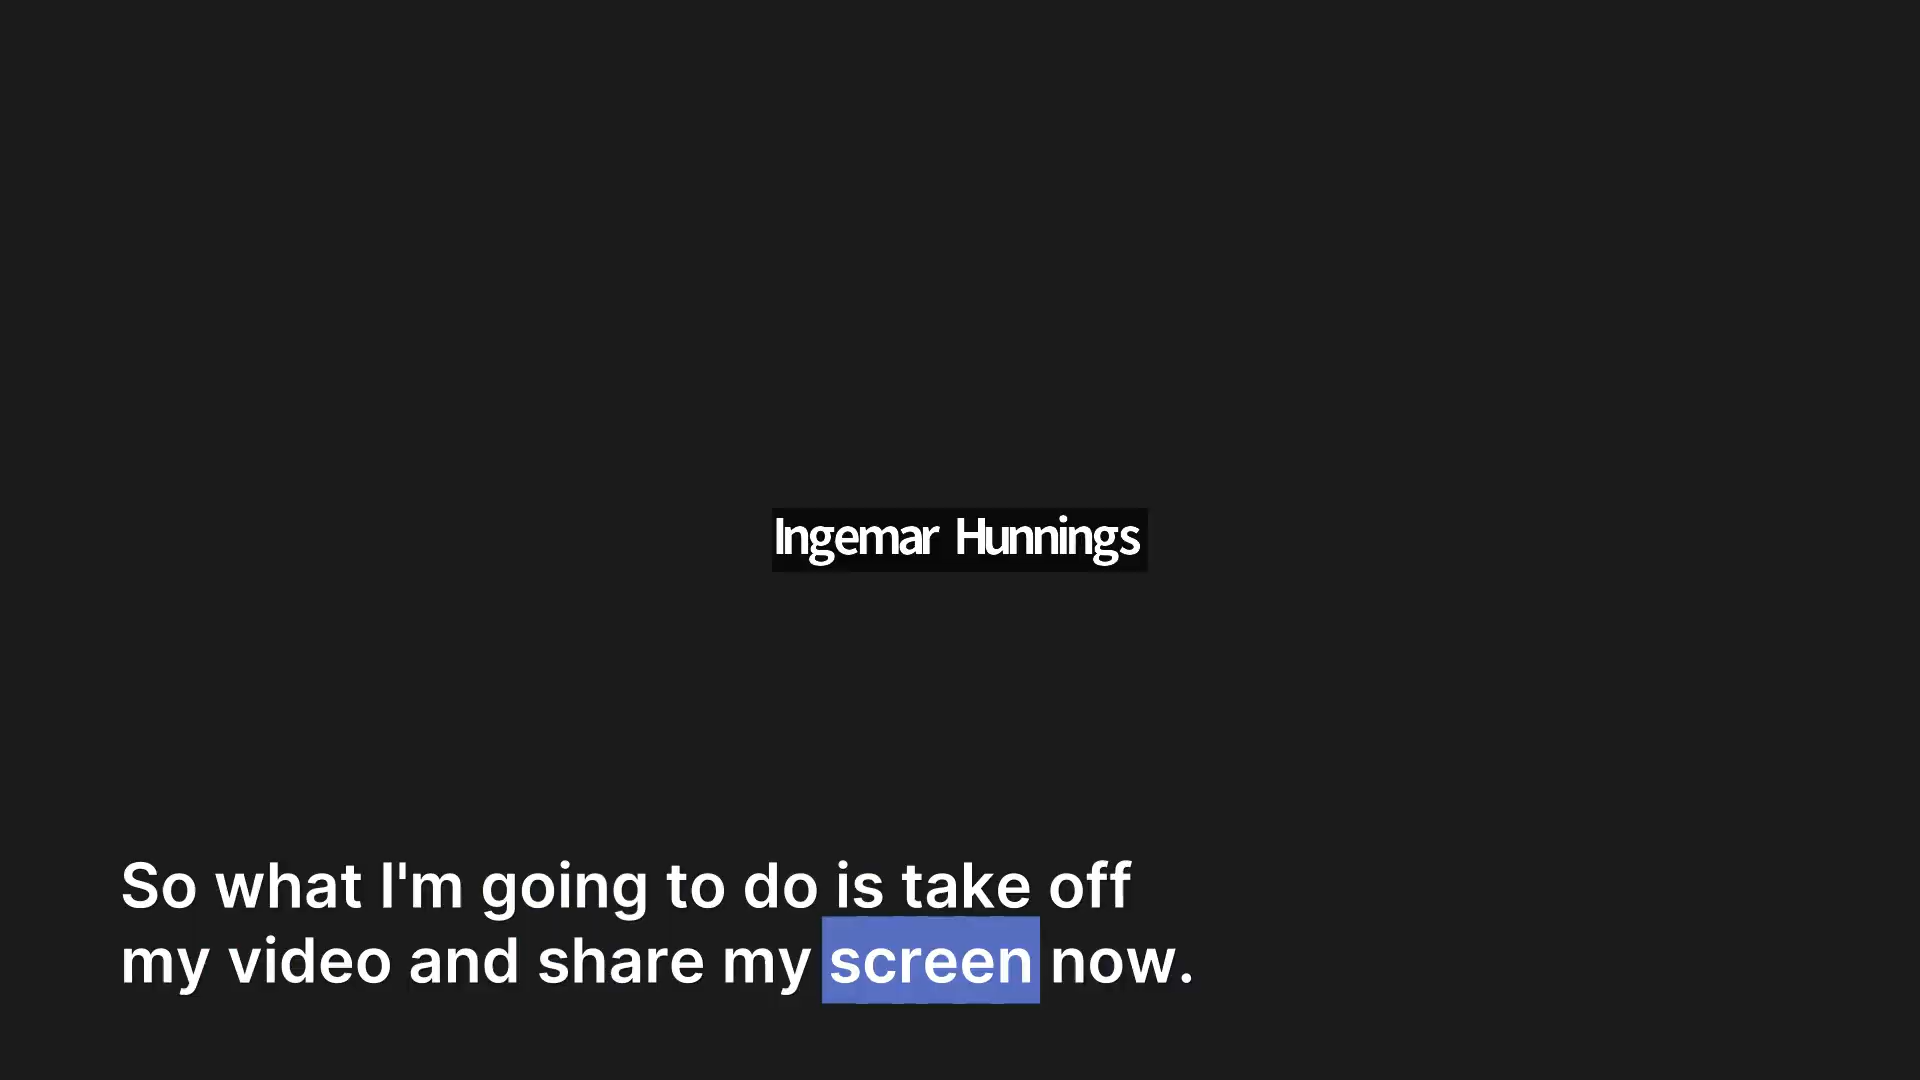 Ingemar Hunnings
So what I'm going to do is take off
my video and share my screen now.